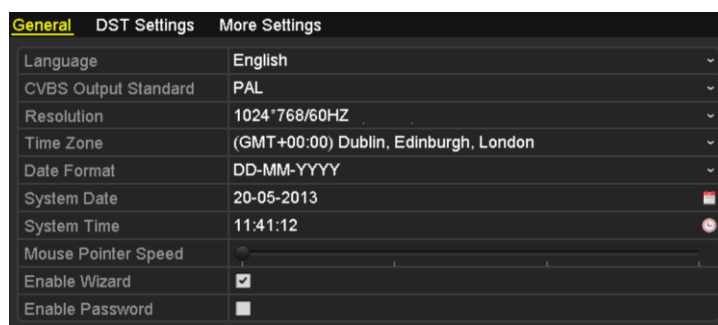 General DST Settings More Settings
Language English
CVBS Output Standard PAL
Resolution 1024*768/60HZ
Time Zone (GMT+00:00) Dublin, Edinburgh, London
Date Format DD-MM-YYYY
System Date 20-05-2013
System Time 11:41:12
Mouse Pointer Speed
Enable Wizard
Enable Password